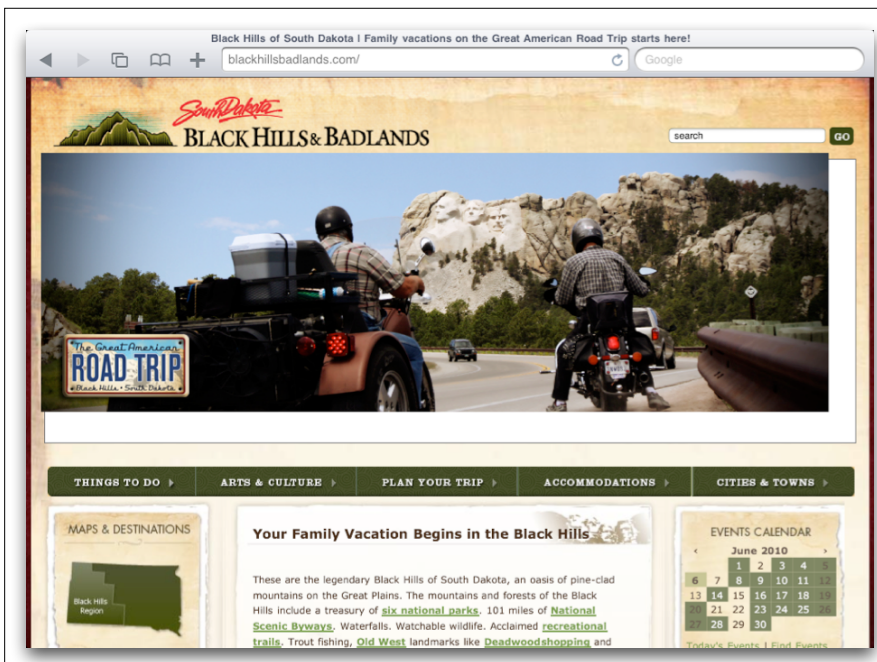 Black Hills of South Dakota | Family vacations on the Great American Road Trip starts here!
blackhillsbadlands.com/
Google
South Dakota
BLACK HILLS & BADLANDS
search
GO
The Great American
ROAD TRIP
Black Hills • South Dakota
THINGS TO DO
ARTS & CULTURE
PLAN YOUR TRIP
ACCOMMODATIONS
CITIES & TOWNS
MAPS & DESTINATIONS
Black Hills
Region
Your Family Vacation Begins in the Black Hills
These are the legendary Black Hills of South Dakota, an oasis of pine-clad
mountains on the Great Plains. The mountains and forests of the Black
Hills include a treasury of six national parks. 101 miles of National
Scenic Byways. Waterfalls. Watchable wildlife. Acclaimed recreational
trails. Trout fishing, Old West landmarks like Deadwoodshopping and
EVENTS CALENDAR
‹ June 2010 ›
1 2 3 4 5
6 7 8 9 10 11 12
13 14 15 16 17 18 19
20 21 22 23 24 25 26
27 28 29 30
Today's Events | Find Events